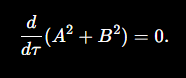 d/dτ (A² + B²) = 0.